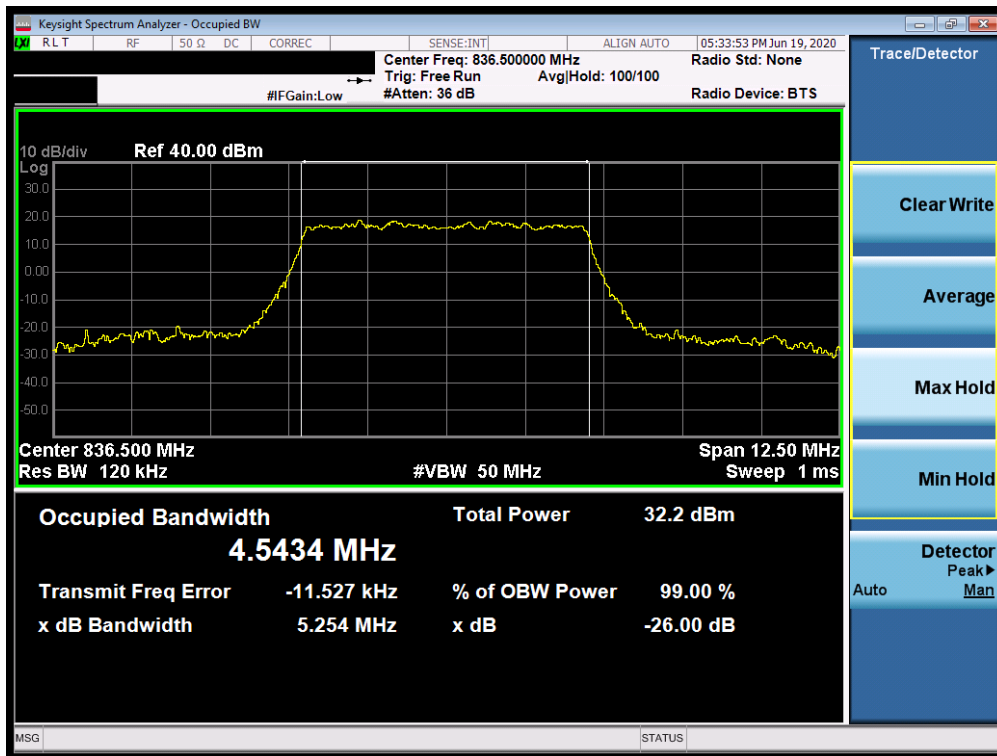 Keysight Spectrum Analyzer - Occupied BW
LXI RLT RF 50 Ω DC CORREC SENSE:INT ALIGN AUTO 05:33:53 PM Jun 19, 2020
Center Freq: 836.500000 MHz Radio Std: None
Trig: Free Run Avg|Hold: 100/100
#IFGain:Low #Atten: 36 dB Radio Device: BTS
10 dB/div Ref 40.00 dBm
Log
30.0
20.0
10.0
0.00
-10.0
-20.0
-30.0
-40.0
-50.0
Center 836.500 MHz Span 12.50 MHz
Res BW 120 kHz #VBW 50 MHz Sweep 1 ms
Occupied Bandwidth Total Power 32.2 dBm
4.5434 MHz
Transmit Freq Error -11.527 kHz % of OBW Power 99.00 %
x dB Bandwidth 5.254 MHz x dB -26.00 dB
MSG STATUS
Trace/Detector
Clear Write
Average
Max Hold
Min Hold
Detector
Peak▶
Auto Man